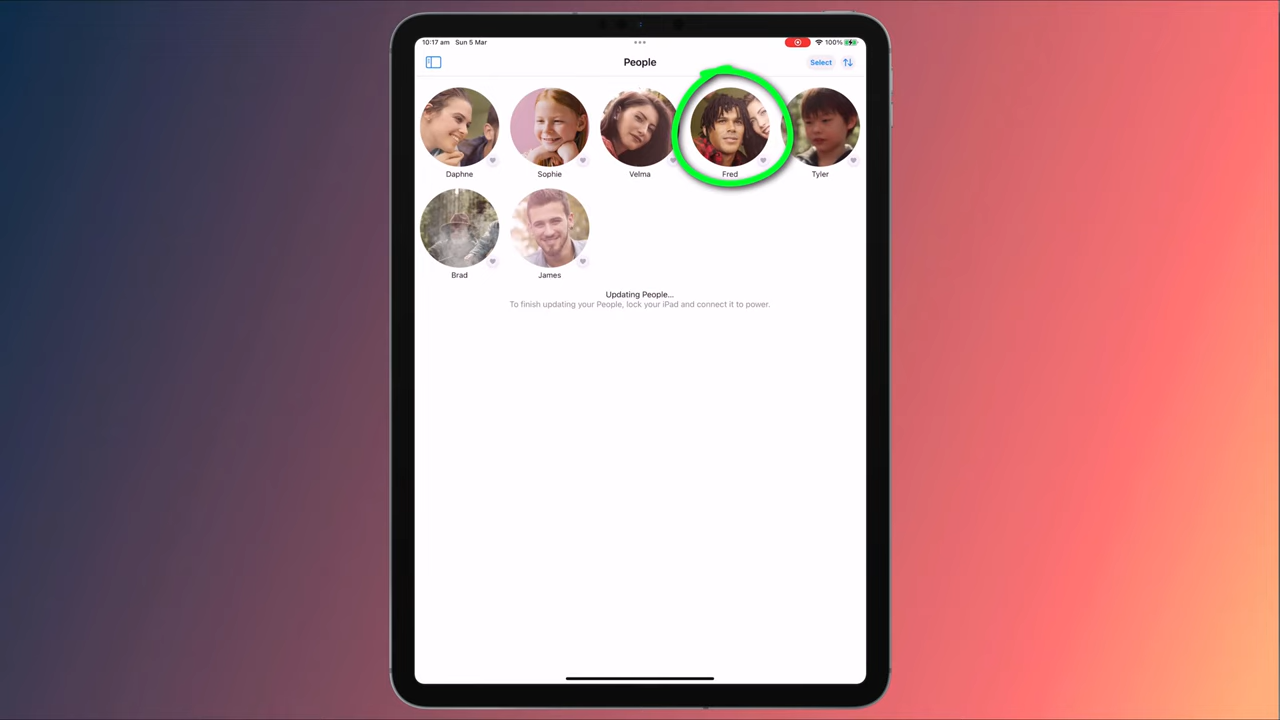 10:17 am Sun 5 Mar
100%
People
Select
Daphne
Sophie
Velma
Fred
Tyler
Brad
James
Updating People...
To finish updating your People, lock your iPad and connect it to power.